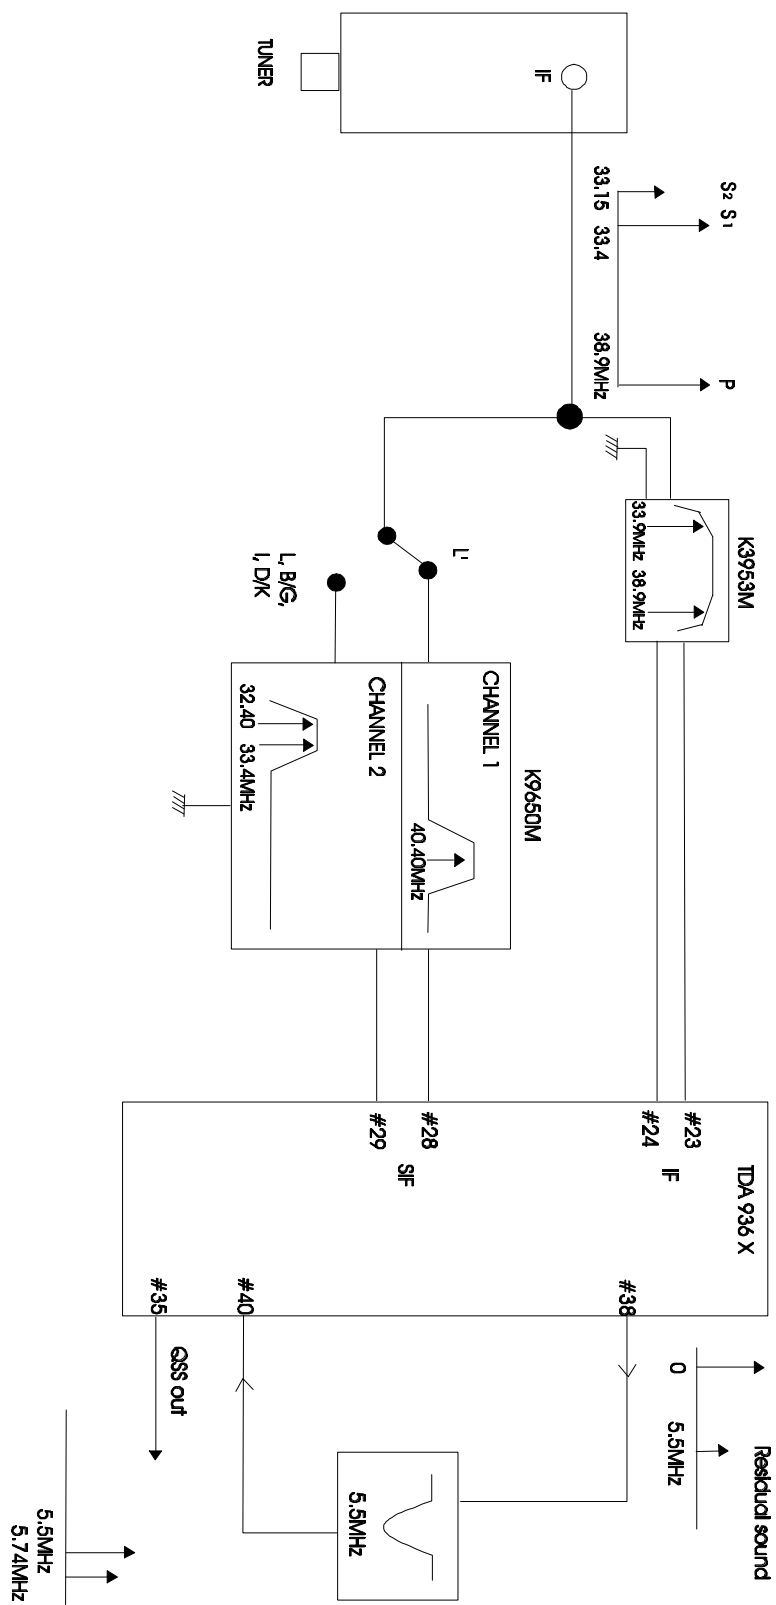 TUNER
IF
S2 S1
P
33.15
33.4
38.9MHz
K3953M
33.9MHz
38.9MHz
L'
L, B/G,
I, D/K
K9650M
CHANNEL 1
40.40MHz
CHANNEL 2
32.40
33.4MHz
TDA 936 X
#23
#24
IF
#28
#29
SIF
#38
#40
#35
Residual sound
0
5.5MHz
5.5MHz
QSS out
5.5MHz
5.74MHz